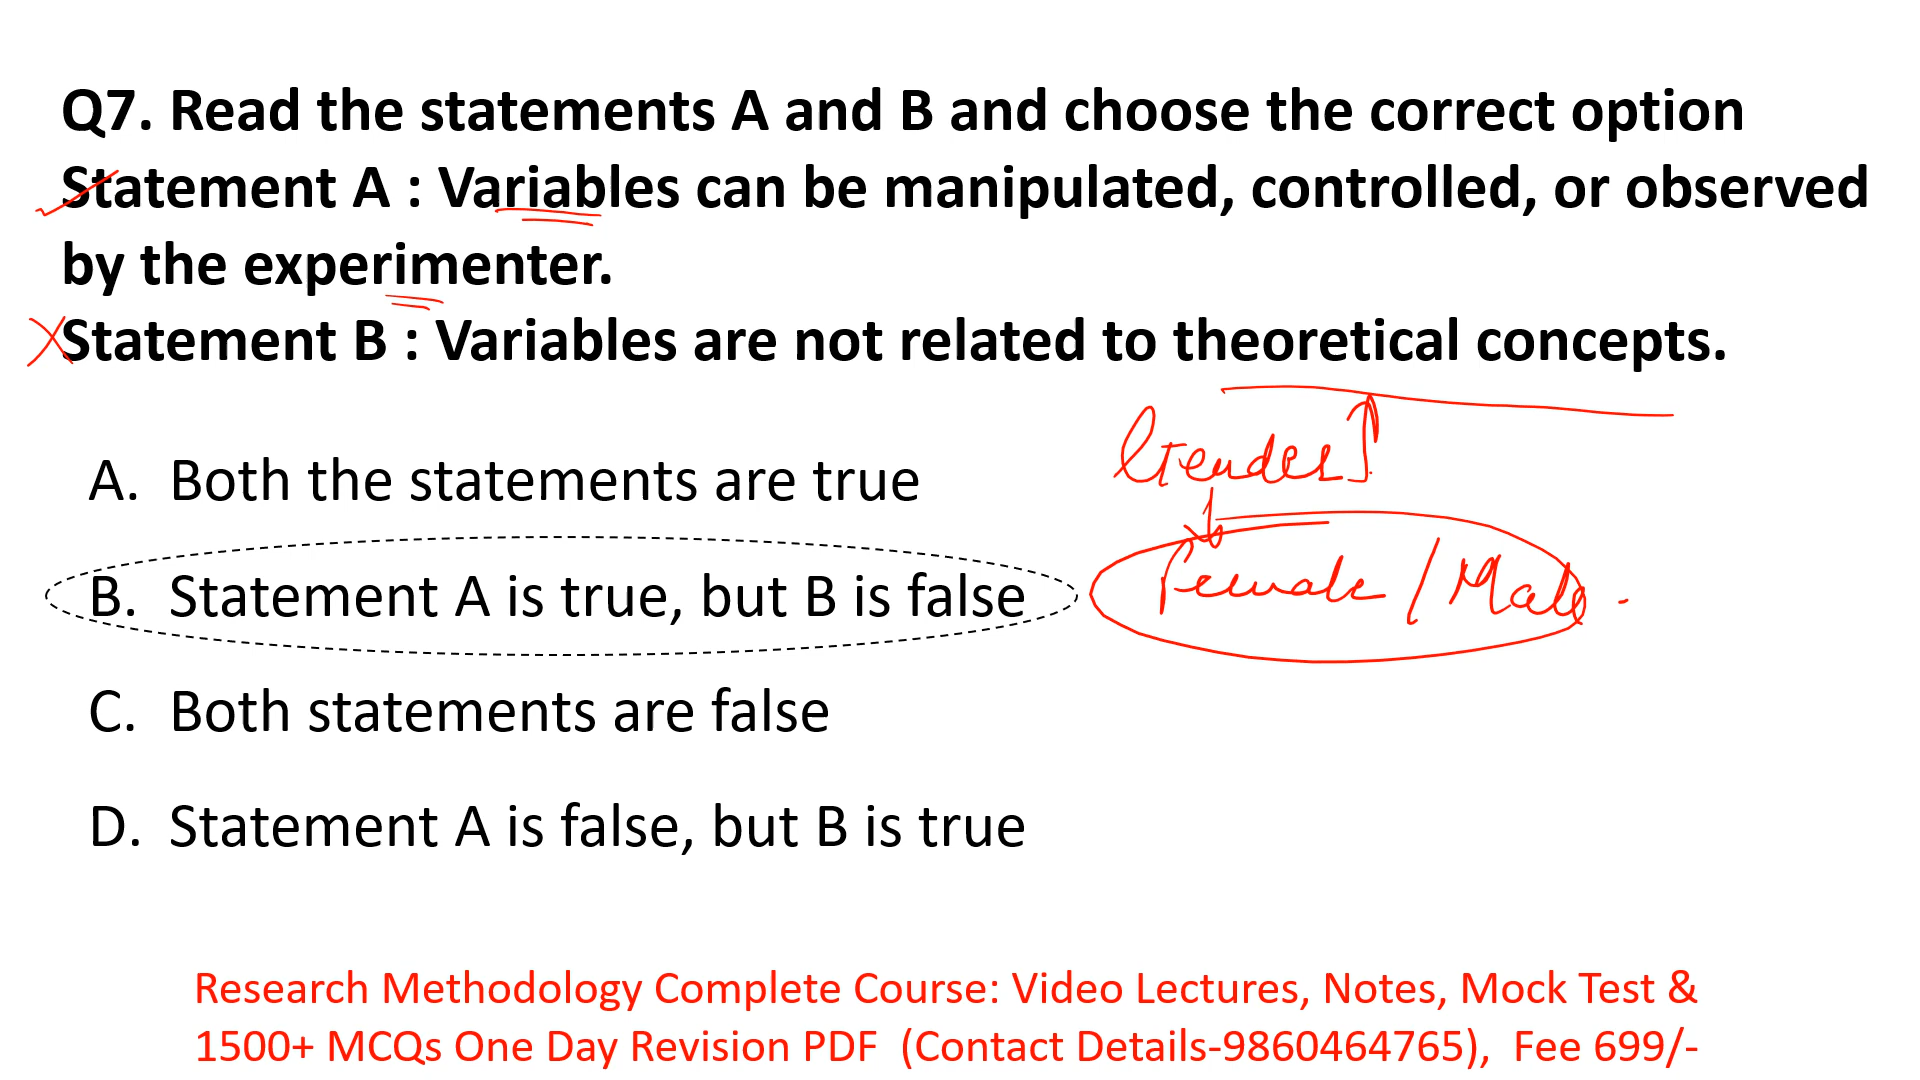 Q7. Read the statements A and B and choose the correct option
Statement A : Variables can be manipulated, controlled, or observed
by the experimenter.
Statement B : Variables are not related to theoretical concepts.
A. Both the statements are true
Gender
B. Statement A is true, but B is false
Female / Male
C. Both statements are false
D. Statement A is false, but B is true
Research Methodology Complete Course: Video Lectures, Notes, Mock Test &
1500+ MCQs One Day Revision PDF (Contact Details-9860464765), Fee 699/-